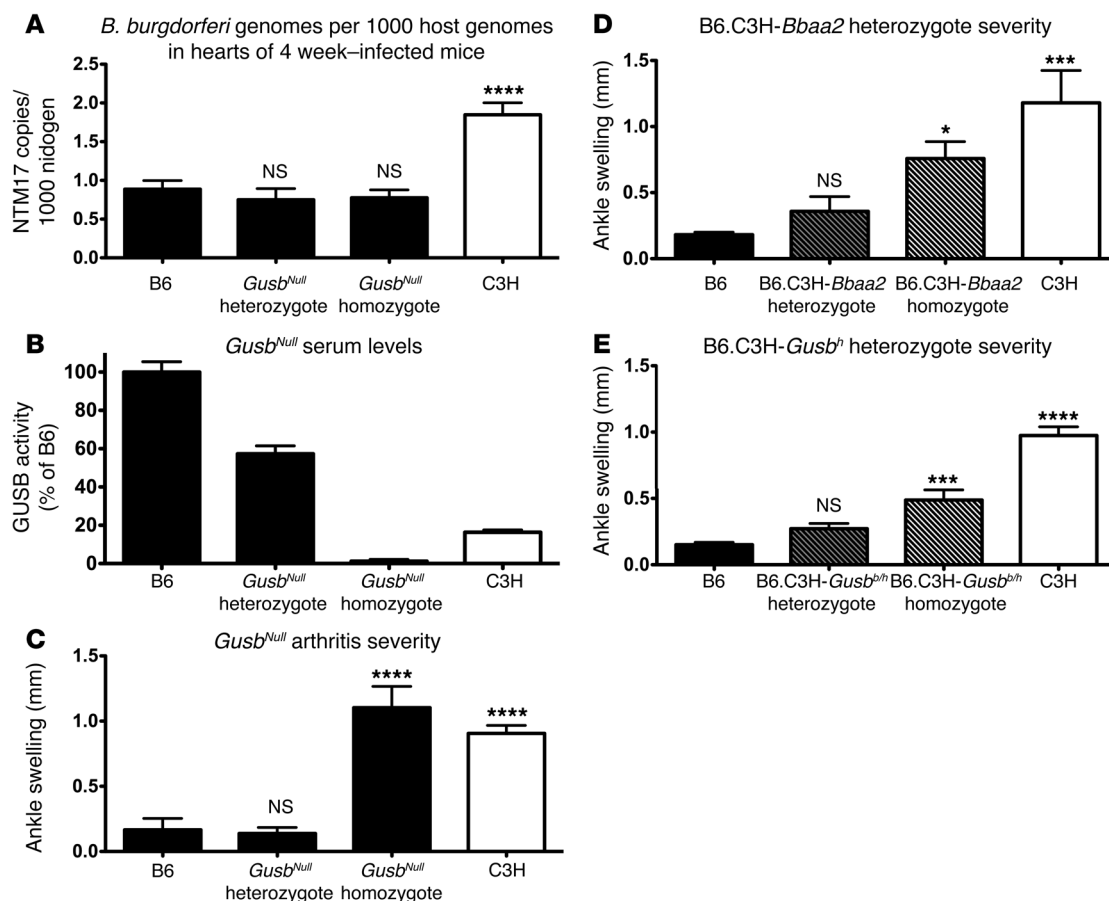 A
B. burgdorferi genomes per 1000 host genomes
in hearts of 4 week–infected mice
NTM17 copies/
1000 nidogen
2.5
2.0
1.5
1.0
0.5
0.0
NS
NS
****
B6
GusbNull
heterozygote
GusbNull
homozygote
C3H
B
GusbNull serum levels
GUSB activity
(% of B6)
100
80
60
40
20
0
B6
GusbNull
heterozygote
GusbNull
homozygote
C3H
C
GusbNull arthritis severity
Ankle swelling (mm)
1.5
1.0
0.5
0.0
NS
****
****
B6
GusbNull
heterozygote
GusbNull
homozygote
C3H
D
B6.C3H-Bbaa2 heterozygote severity
Ankle swelling (mm)
1.5
1.0
0.5
0.0
NS
*
***
B6
B6.C3H-Bbaa2
heterozygote
B6.C3H-Bbaa2
homozygote
C3H
E
B6.C3H-Gusbh heterozygote severity
Ankle swelling (mm)
1.5
1.0
0.5
0.0
NS
***
****
B6
B6.C3H-Gusbb/h
heterozygote
B6.C3H-Gusbb/h
homozygote
C3H